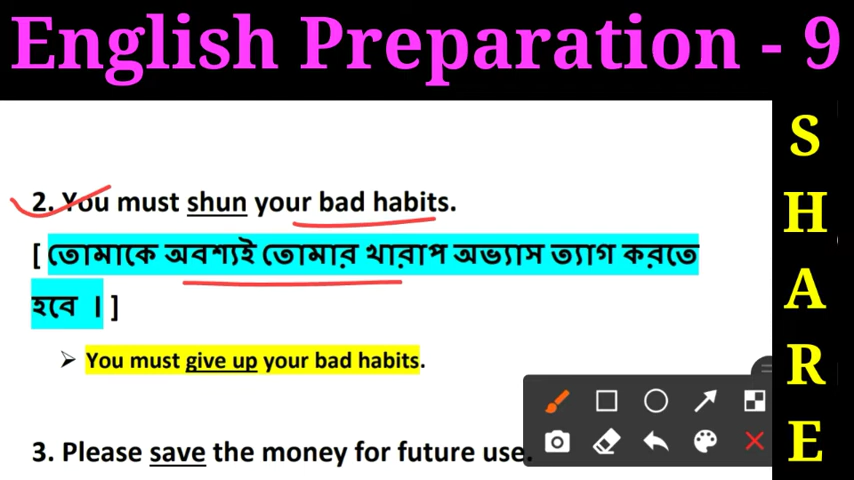 English Preparation - 9
2. You must shun your bad habits.
[ তোমাকে অবশ্যই তোমার খারাপ অভ্যাস ত্যাগ করতে
হবে । ]
➢ You must give up your bad habits.
3. Please save the money for future use.
S
H
A
R
E